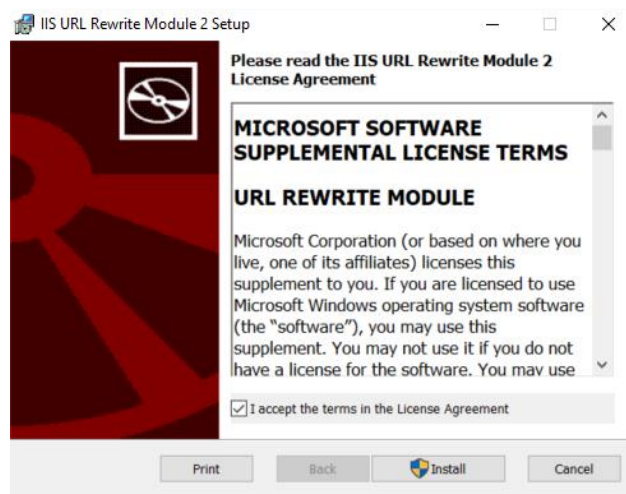 IIS URL Rewrite Module 2 Setup
Please read the IIS URL Rewrite Module 2
License Agreement
MICROSOFT SOFTWARE
SUPPLEMENTAL LICENSE TERMS
URL REWRITE MODULE
Microsoft Corporation (or based on where you
live, one of its affiliates) licenses this
supplement to you. If you are licensed to use
Microsoft Windows operating system software
(the “software”), you may use this
supplement. You may not use it if you do not
have a license for the software. You may use
I accept the terms in the License Agreement
Print
Back
Install
Cancel